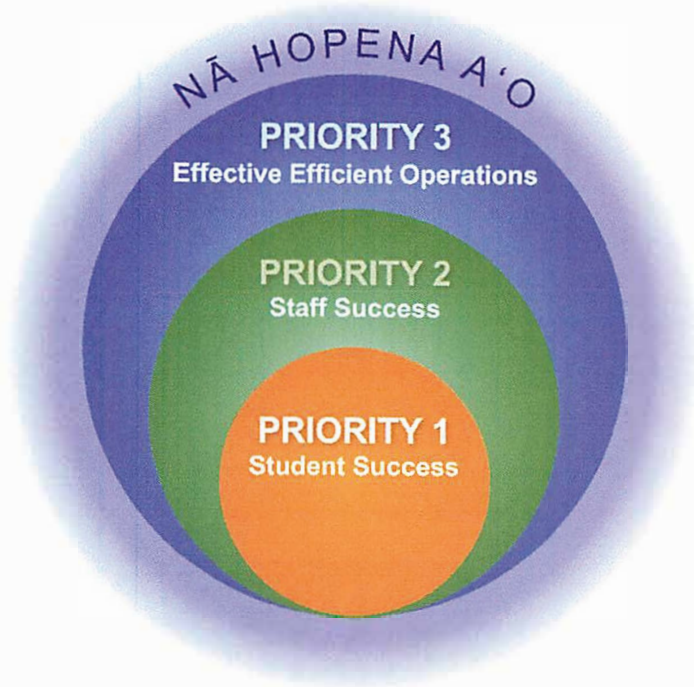 NĀ HOPENA A‘O
PRIORITY 3
Effective Efficient Operations
PRIORITY 2
Staff Success
PRIORITY 1
Student Success